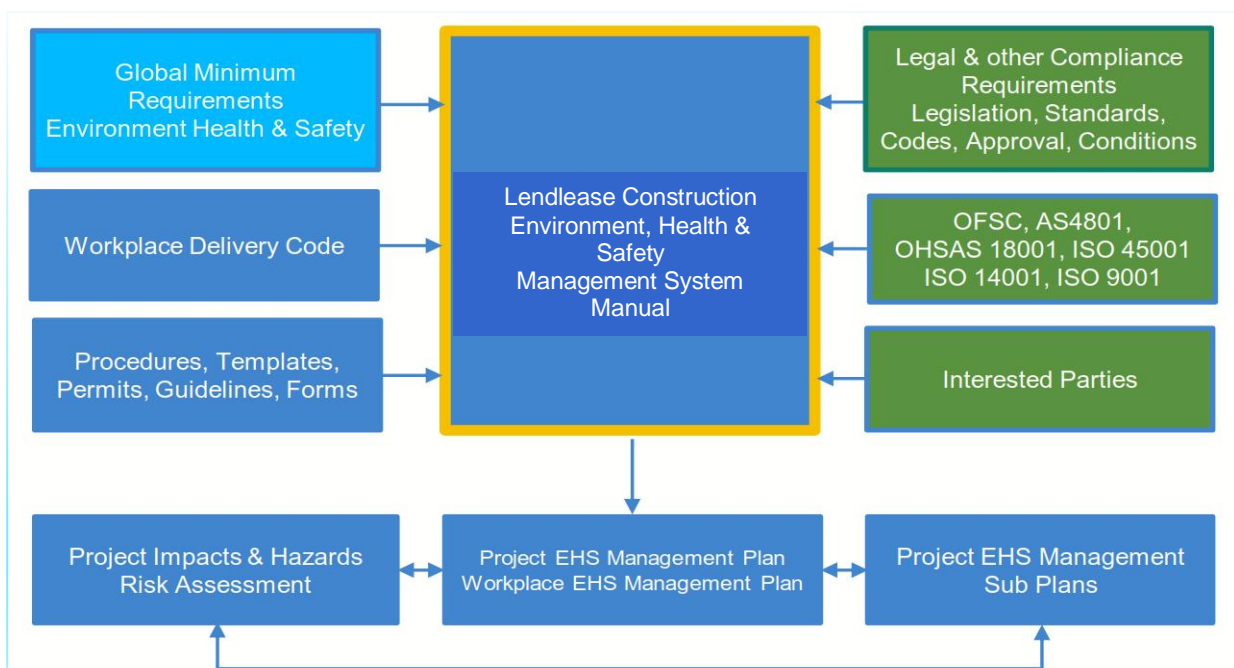 Global Minimum
Requirements
Environment Health & Safety
Workplace Delivery Code
Procedures, Templates,
Permits, Guidelines, Forms
Lendlease Construction
Environment, Health &
Safety
Management System
Manual
Legal & other Compliance
Requirements
Legislation, Standards,
Codes, Approval, Conditions
OFSC, AS4801,
OHSAS 18001, ISO 45001
ISO 14001, ISO 9001
Interested Parties
Project Impacts & Hazards
Risk Assessment
Project EHS Management Plan
Workplace EHS Management Plan
Project EHS Management
Sub Plans